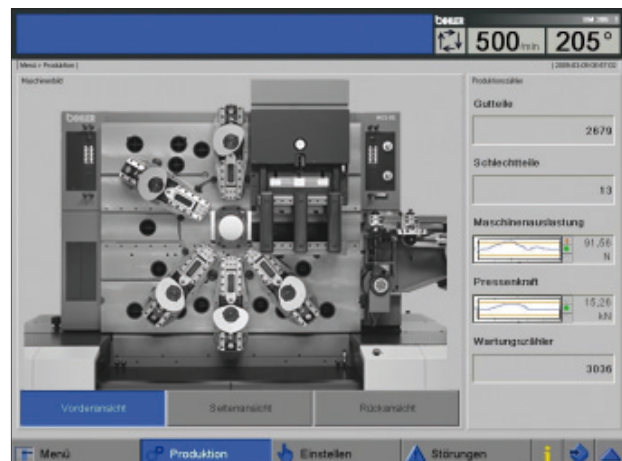 BIHLER
500/min 205°
Menü > Produktion |
Maschinenbild
Produktionszähler
Gutteile
2679
Schlechtteile
13
Maschinenauslastung
91,56
N
Pressenkraft
15,26
kN
Wartungszähler
3036
Vorderansicht Seitenansicht Rückansicht
Menü Produktion Einstellen Störungen